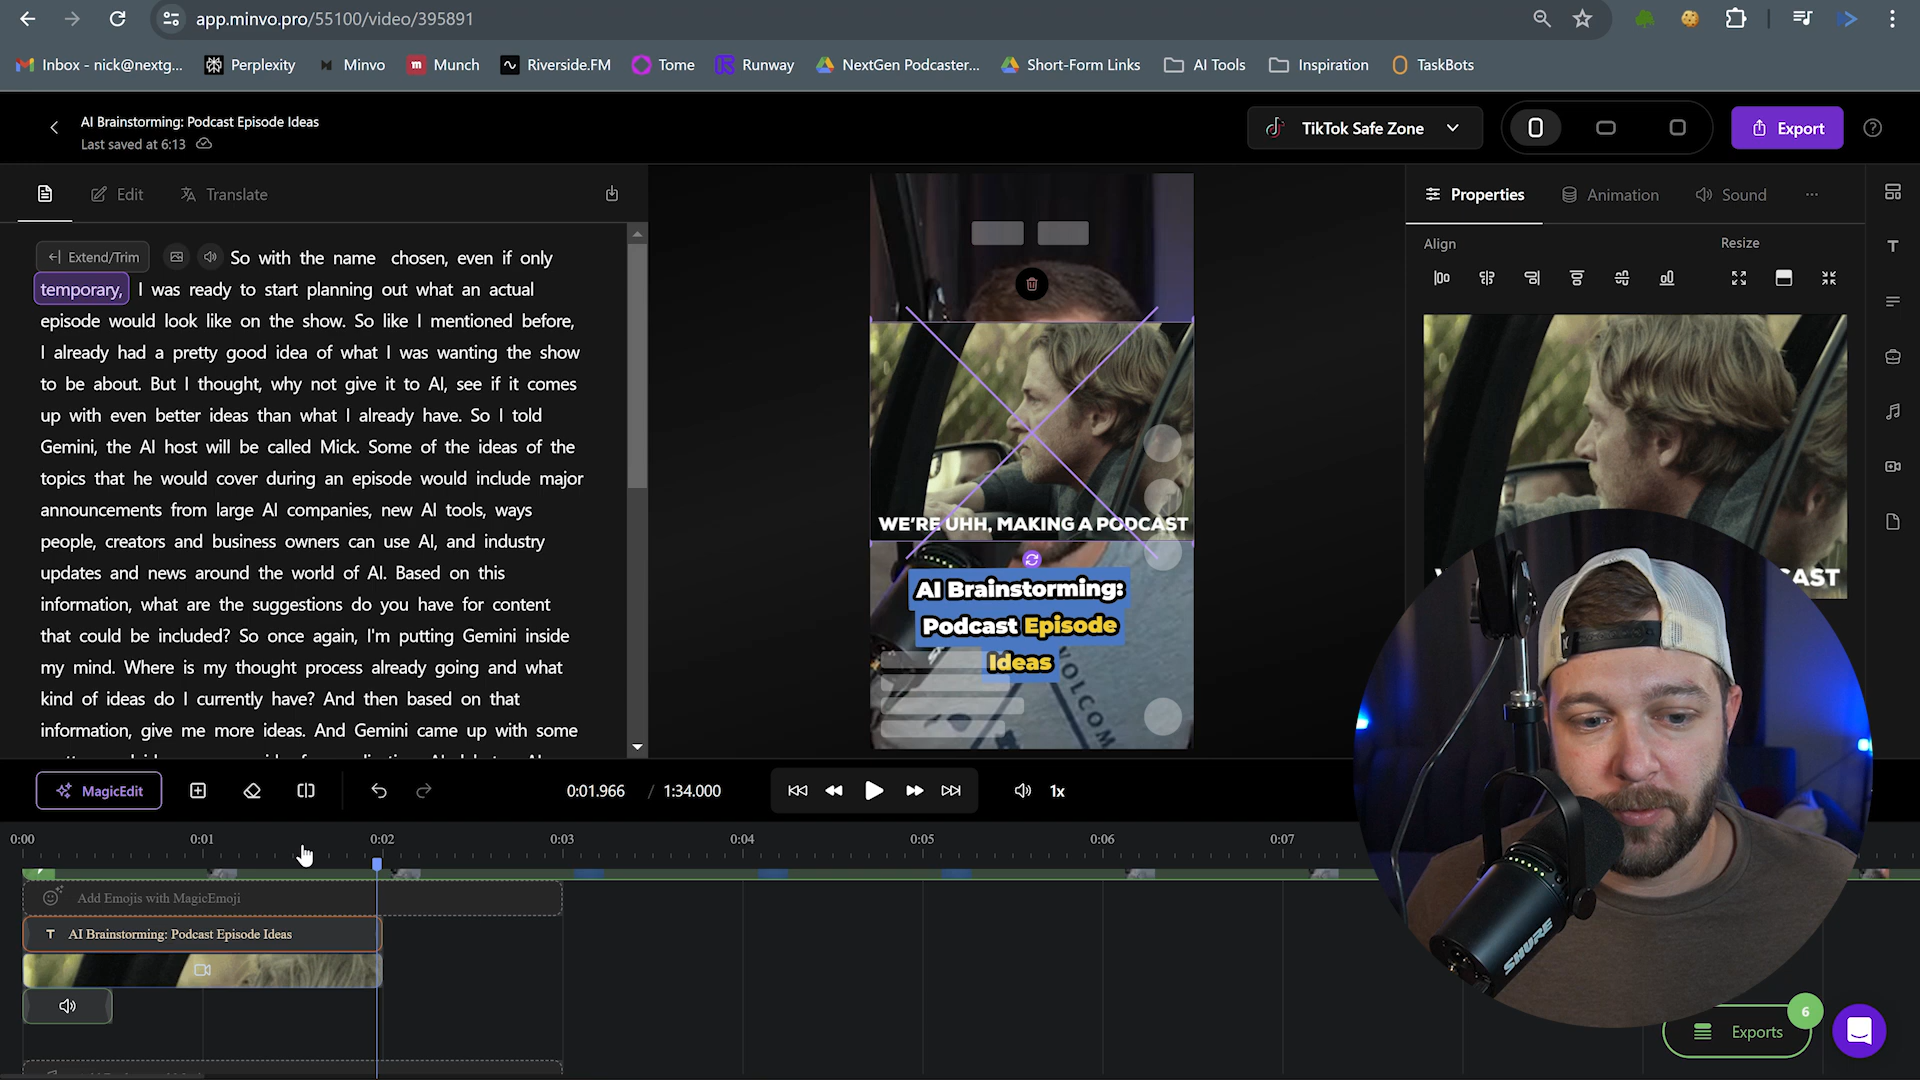 app.minvo.pro/55100/video/395891
Inbox - nick@nextg...
Perplexity
Minvo
Munch
Riverside.FM
Tome
Runway
NextGen Podcaster...
Short-Form Links
AI Tools
Inspiration
TaskBots
AI Brainstorming: Podcast Episode Ideas
Last saved at 6:13
TikTok Safe Zone
Export
Edit
Translate
Properties
Animation
Sound
Align
Resize
Extend/Trim
So with the name chosen, even if only
temporary, I was ready to start planning out what an actual
episode would look like on the show. So like I mentioned before,
I already had a pretty good idea of what I was wanting the show
to be about. But I thought, why not give it to AI, see if it comes
up with even better ideas than what I already have. So I told
Gemini, the AI host will be called Mick. Some of the ideas of the
topics that he would cover during an episode would include major
announcements from large AI companies, new AI tools, ways
people, creators and business owners can use AI, and industry
updates and news around the world of AI. Based on this
information, what are the suggestions do you have for content
that could be included? So once again, I'm putting Gemini inside
my mind. Where is my thought process already going and what
kind of ideas do I currently have? And then based on that
information, give me more ideas. And Gemini came up with some
WE'RE UHH, MAKING A PODCAST
AI Brainstorming:
Podcast Episode
Ideas
VOLCOM
CAST
MagicEdit
0:01.966 / 1:34.000
1x
0:00
0:01
0:02
0:03
0:04
0:05
0:06
0:07
Add Emojis with MagicEmoji
T AI Brainstorming: Podcast Episode Ideas
SHURE
Exports
6